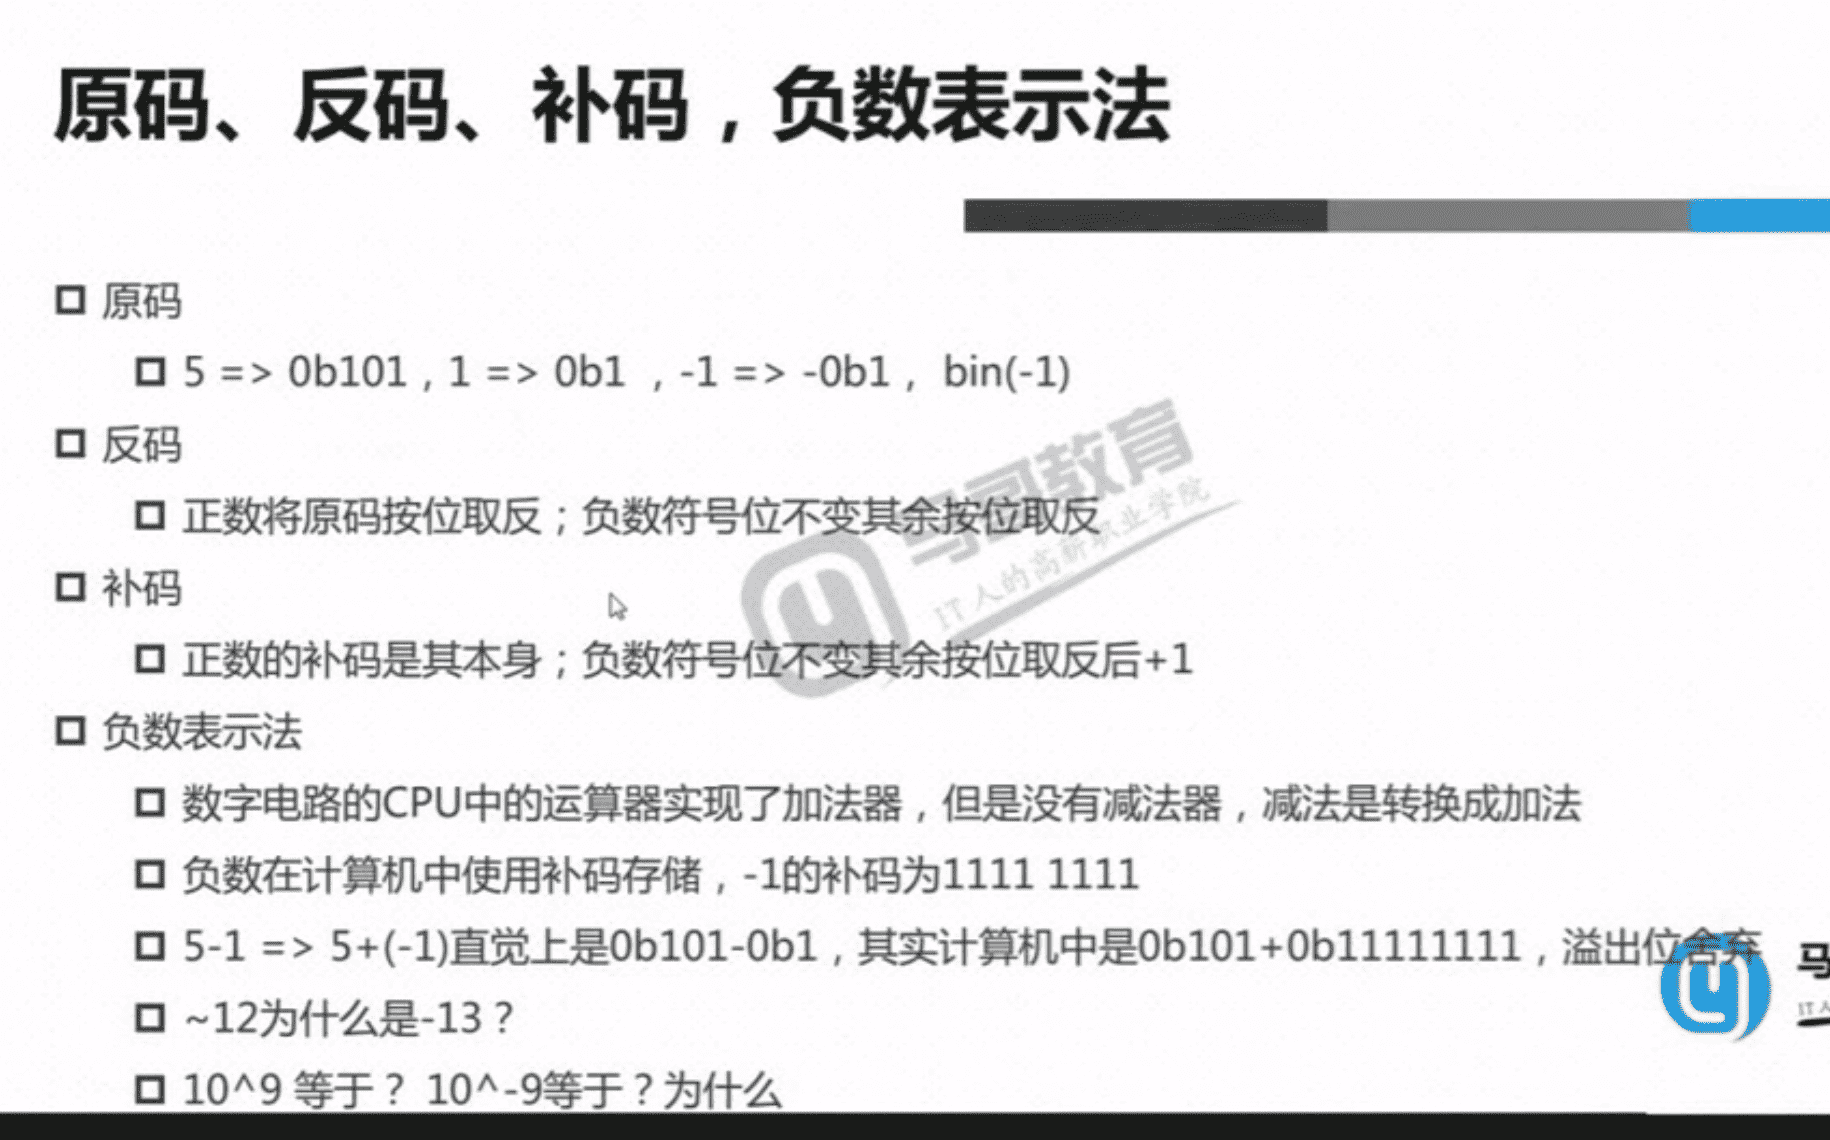 原码、反码、补码，负数表示法
原码
5 => 0b101 , 1 => 0b1 , -1 => -0b1 , bin(-1)
反码
正数将原码按位取反；负数符号位不变其余按位取反
补码
正数的补码是其本身；负数符号位不变其余按位取反后+1
负数表示法
数字电路的CPU中的运算器实现了加法器，但是没有减法器，减法是转换成加法
负数在计算机中使用补码存储，-1的补码为1111 1111
5-1 => 5+(-1)直觉上是0b101-0b1，其实计算机中是0b101+0b11111111，溢出位舍弃
~12为什么是-13？
10^9 等于？ 10^-9等于？为什么
马哥教育
IT人的高薪职业学院
马
IT人